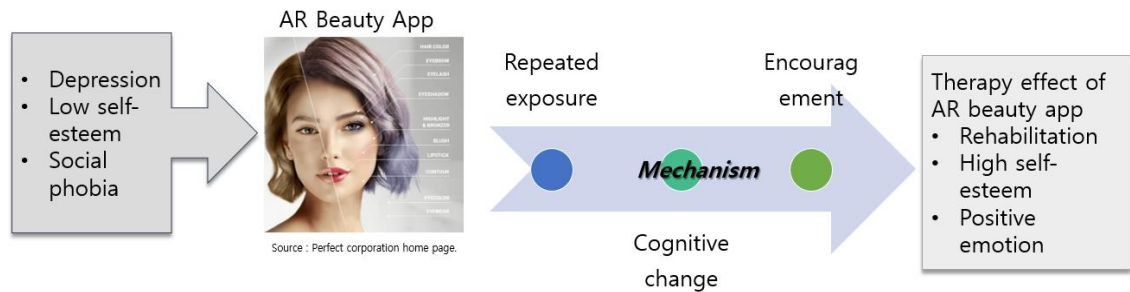 • Depression
• Low self-
esteem
• Social
phobia
AR Beauty App
HAIR COLOR
EYEBROW
EYELASH
EYESHADOW
HIGHLIGHT
& BRONZER
BLUSH
LIPSTICK
CONTOUR
EYECOLOR
EYEWEAR
Source : Perfect corporation home page.
Repeated
exposure
Encourag
ement
Mechanism
Cognitive
change
Therapy effect of
AR beauty app
• Rehabilitation
• High self-
esteem
• Positive
emotion